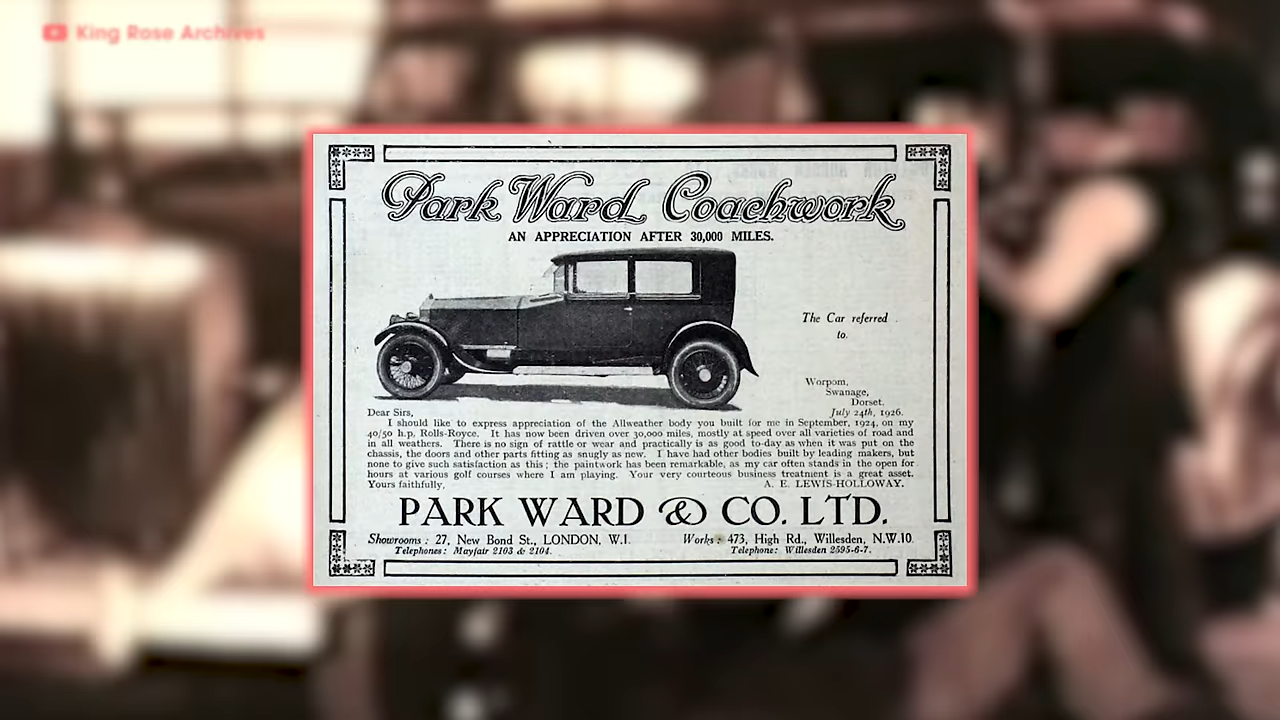 King Rose Archives
Park Ward Coachwork
AN APPRECIATION AFTER 30,000 MILES.
The Car referred
to.
Worpom,
Swanage,
Dorset.
July 24th, 1926.
Dear Sirs,
I should like to express appreciation of the Allweather body you built for me in September, 1924, on my
40/50 h.p. Rolls-Royce. It has now been driven over 30,000 miles, mostly at speed over all varieties of road and
in all weathers. There is no sign of rattle or wear and practically is as good to-day as when it was put on the
chassis, the doors and other parts fitting as snugly as new. I have had other bodies built by leading makers, but
none to give such satisfaction as this; the paintwork has been remarkable, as my car often stands in the open for
hours at various golf courses where I am playing. Your very courteous business treatment is a great asset.
Yours faithfully, A. E. LEWIS-HOLLOWAY.
PARK WARD & CO. LTD.
Showrooms: 27, New Bond St., LONDON, W.1. Works: 473, High Rd., Willesden, N.W.10.
Telephones: Mayfair 2103 & 2104. Telephone: Willesden 2595-6-7.